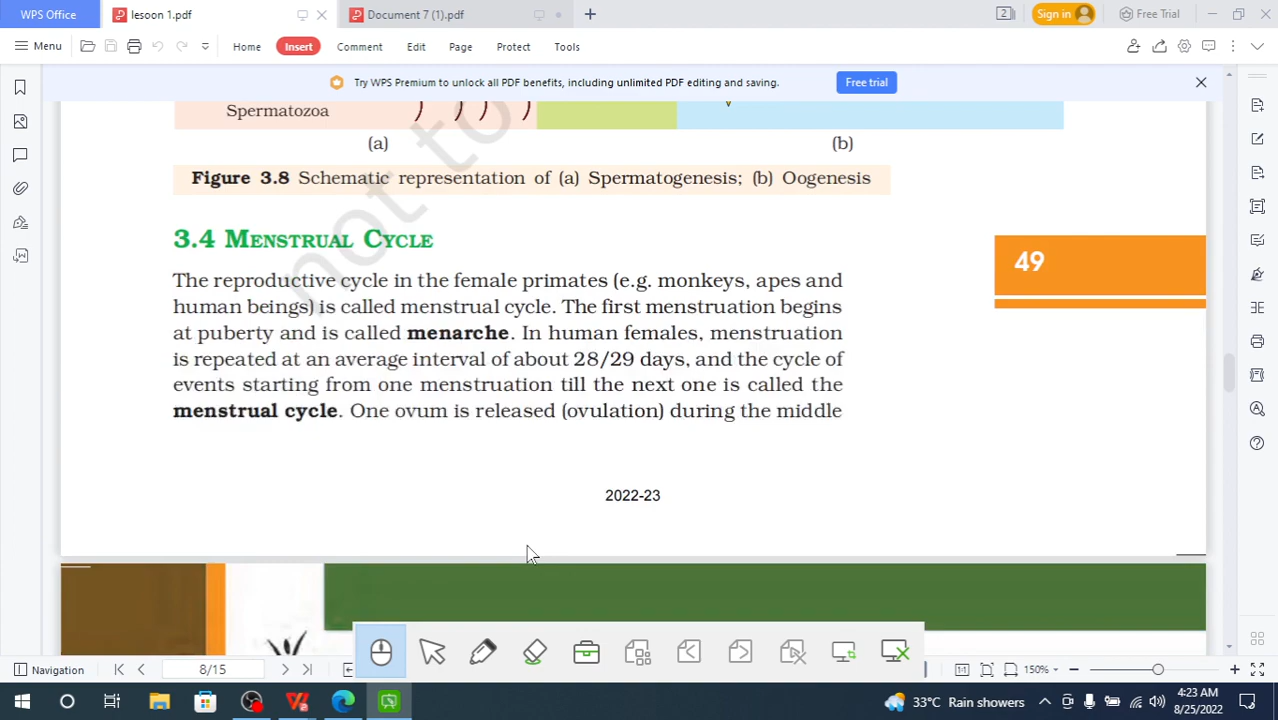 WPS Office
lesoon 1.pdf
Document 7 (1).pdf
2
Sign in
Free Trial
Menu
Home
Insert
Comment
Edit
Page
Protect
Tools
Try WPS Premium to unlock all PDF benefits, including unlimited PDF editing and saving.
Free trial
Spermatozoa
(a)
(b)
not to
Figure 3.8 Schematic representation of (a) Spermatogenesis; (b) Oogenesis
3.4 MENSTRUAL CYCLE
49
The reproductive cycle in the female primates (e.g. monkeys, apes and
human beings) is called menstrual cycle. The first menstruation begins
at puberty and is called menarche. In human females, menstruation
is repeated at an average interval of about 28/29 days, and the cycle of
events starting from one menstruation till the next one is called the
menstrual cycle. One ovum is released (ovulation) during the middle
2022-23
Navigation
8/15
1:1
150%
33°C Rain showers
4:23 AM
8/25/2022